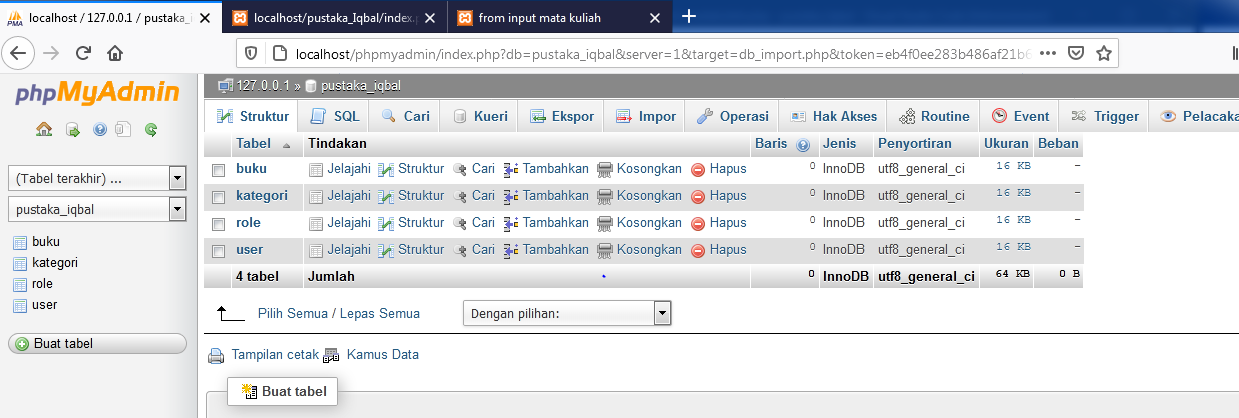 localhost / 127.0.0.1 / pustaka_i
localhost/pustaka_Iqbal/index.
from input mata kuliah
localhost/phpmyadmin/index.php?db=pustaka_iqbal&server=1&target=db_import.php&token=eb4f0ee283b486af21b6
phpMyAdmin
(Tabel terakhir) ...
pustaka_iqbal
buku
kategori
role
user
Buat tabel
127.0.0.1 » pustaka_iqbal
Struktur SQL Cari Kueri Ekspor Impor Operasi Hak Akses Routine Event Trigger Pelacaka
Tabel Tindakan Baris Jenis Penyortiran Ukuran Beban
buku Jelajahi Struktur Cari Tambahkan Kosongkan Hapus 0 InnoDB utf8_general_ci 16 KB -
kategori Jelajahi Struktur Cari Tambahkan Kosongkan Hapus 0 InnoDB utf8_general_ci 16 KB -
role Jelajahi Struktur Cari Tambahkan Kosongkan Hapus 0 InnoDB utf8_general_ci 16 KB -
user Jelajahi Struktur Cari Tambahkan Kosongkan Hapus 0 InnoDB utf8_general_ci 16 KB -
4 tabel Jumlah 0 InnoDB utf8_general_ci 64 KB 0 B
Pilih Semua / Lepas Semua Dengan pilihan:
Tampilan cetak Kamus Data
Buat tabel